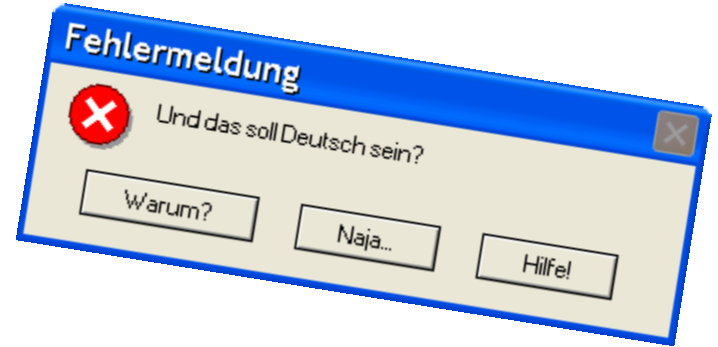 Fehlermeldung
Und das soll Deutsch sein?
Warum?
Naja...
Hilfe!